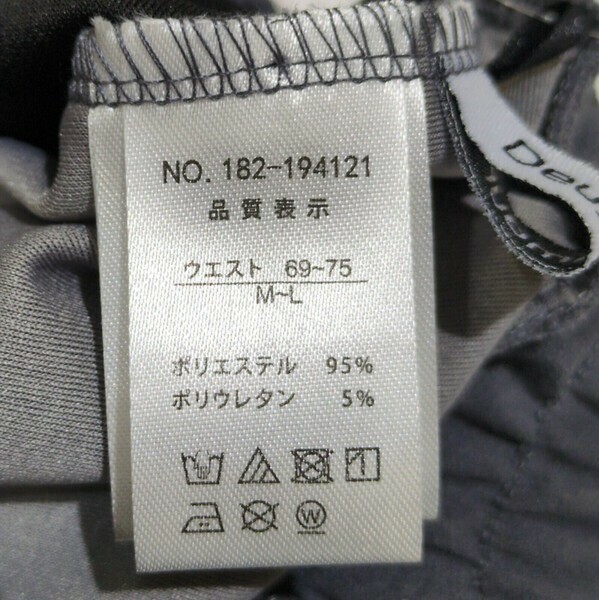 NO. 182-194121
品質表示
ウエスト 69~75
M~L
ポリエステル 95%
ポリウレタン 5%
W